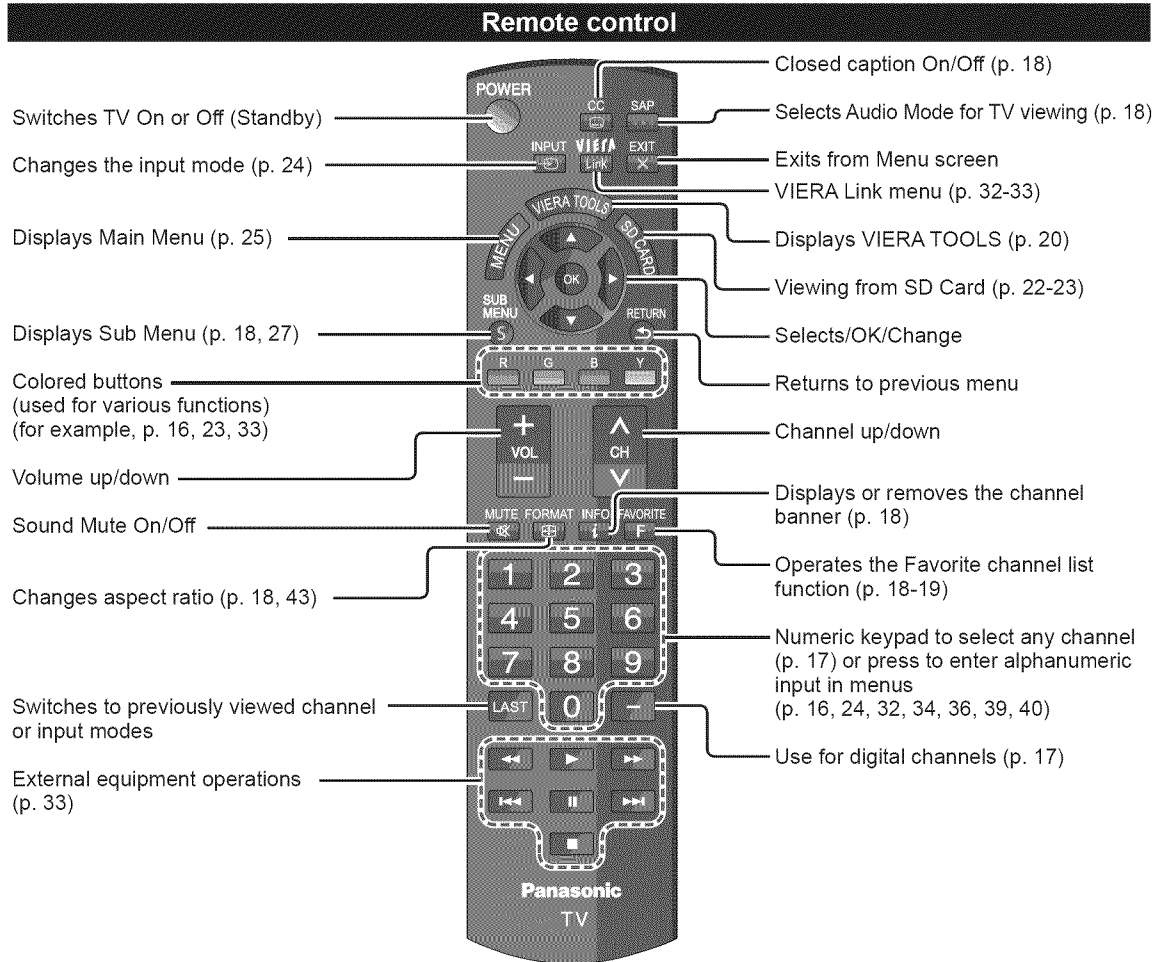 Remote control
Switches TV On or Off (Standby)
Changes the input mode (p. 24)
Displays Main Menu (p. 25)
Displays Sub Menu (p. 18, 27)
Colored buttons
(used for various functions)
(for example, p. 16, 23, 33)
Volume up/down
Sound Mute On/Off
Changes aspect ratio (p. 18, 43)
Switches to previously viewed channel
or input modes
External equipment operations
(p. 33)
POWER
CC SAP
INPUT VIERA EXIT
Link
VIERA TOOLS
MENU
SD CARD
OK
SUB
MENU
RETURN
S
R G B Y
+
VOL
−
CH
MUTE FORMAT INFO FAVORITE
i F
1 2 3
4 5 6
7 8 9
LAST 0 −
Panasonic
TV
Closed caption On/Off (p. 18)
Selects Audio Mode for TV viewing (p. 18)
Exits from Menu screen
VIERA Link menu (p. 32-33)
Displays VIERA TOOLS (p. 20)
Viewing from SD Card (p. 22-23)
Selects/OK/Change
Returns to previous menu
Channel up/down
Displays or removes the channel
banner (p. 18)
Operates the Favorite channel list
function (p. 18-19)
Numeric keypad to select any channel
(p. 17) or press to enter alphanumeric
input in menus
(p. 16, 24, 32, 34, 36, 39, 40)
Use for digital channels (p. 17)